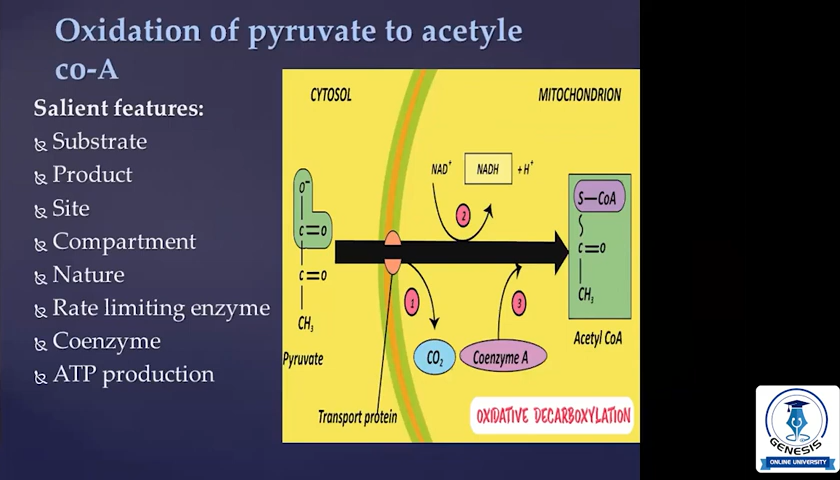 Oxidation of pyruvate to acetyle
co-A
Salient features:
Substrate
Product
Site
Compartment
Nature
Rate limiting enzyme
Coenzyme
ATP production
CYTOSOL
MITOCHONDRION
NAD⁺ NADH + H⁺
O⁻
C=O
C=O
CH₃
Pyruvate
2
1
3
CO₂
Coenzyme A
S—CoA
S
C=O
CH₃
Acetyl CoA
Transport protein
OXIDATIVE DECARBOXYLATION
GENESIS
ONLINE UNIVERSITY